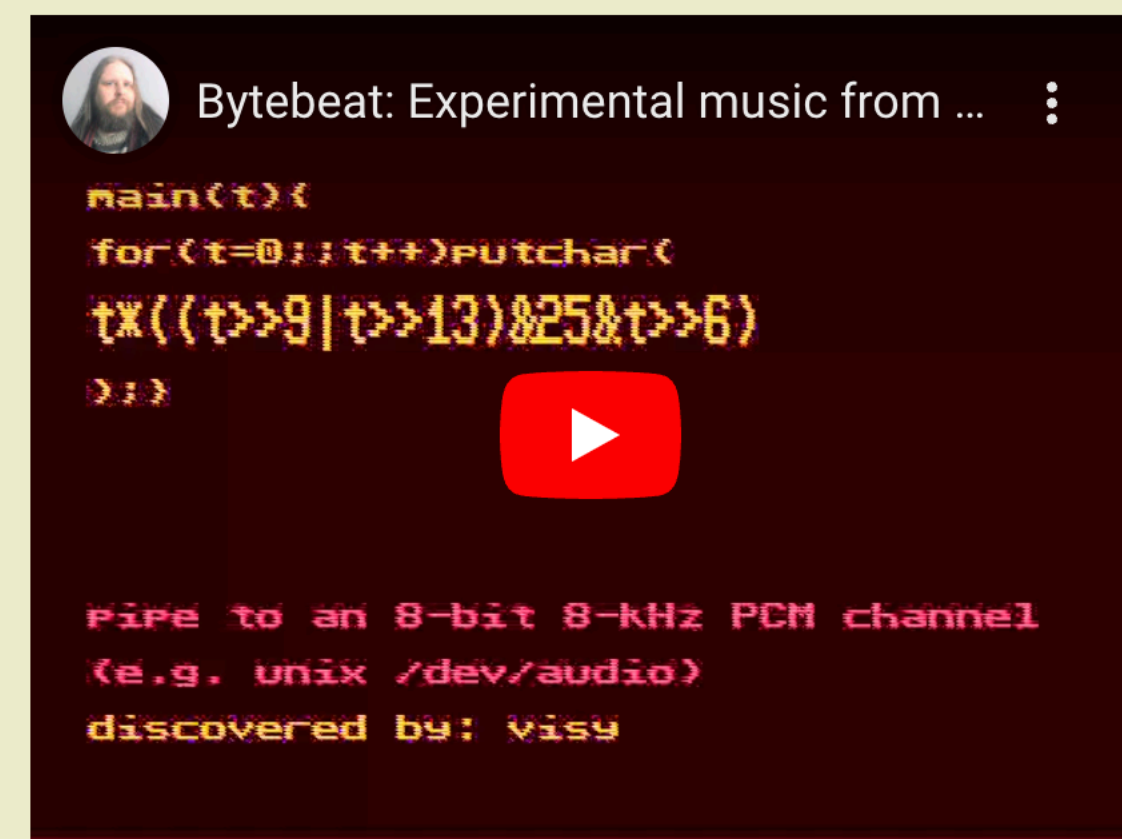 Bytebeat: Experimental music from ...
main(t){
for(t=0;;t++)putchar(
t*((t>>9|t>>13)&25&t>>6)
);}
pipe to an 8-bit 8-kHz PCM channel
(e.g. unix /dev/audio)
discovered by: visy